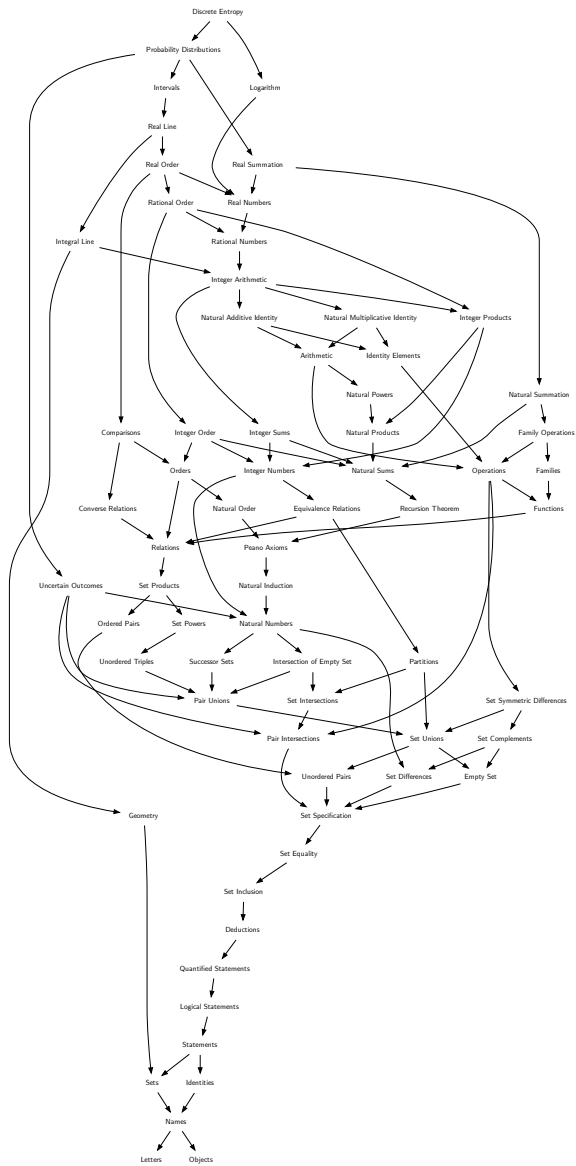 Discrete Entropy
Probability Distributions
Intervals
Logarithm
Real Line
Real Order
Real Summation
Rational Order
Real Numbers
Integral Line
Rational Numbers
Integer Arithmetic
Natural Additive Identity
Natural Multiplicative Identity
Integer Products
Arithmetic
Identity Elements
Natural Powers
Natural Summation
Comparisons
Integer Order
Integer Sums
Natural Products
Family Operations
Orders
Integer Numbers
Natural Sums
Operations
Families
Converse Relations
Natural Order
Equivalence Relations
Recursion Theorem
Functions
Relations
Peano Axioms
Uncertain Outcomes
Set Products
Natural Induction
Ordered Pairs
Set Powers
Natural Numbers
Unordered Triples
Successor Sets
Intersection of Empty Set
Partitions
Pair Unions
Set Intersections
Set Symmetric Differences
Pair Intersections
Set Unions
Set Complements
Unordered Pairs
Set Differences
Empty Set
Geometry
Set Specification
Set Equality
Set Inclusion
Deductions
Quantified Statements
Logical Statements
Statements
Sets
Identities
Names
Letters
Objects